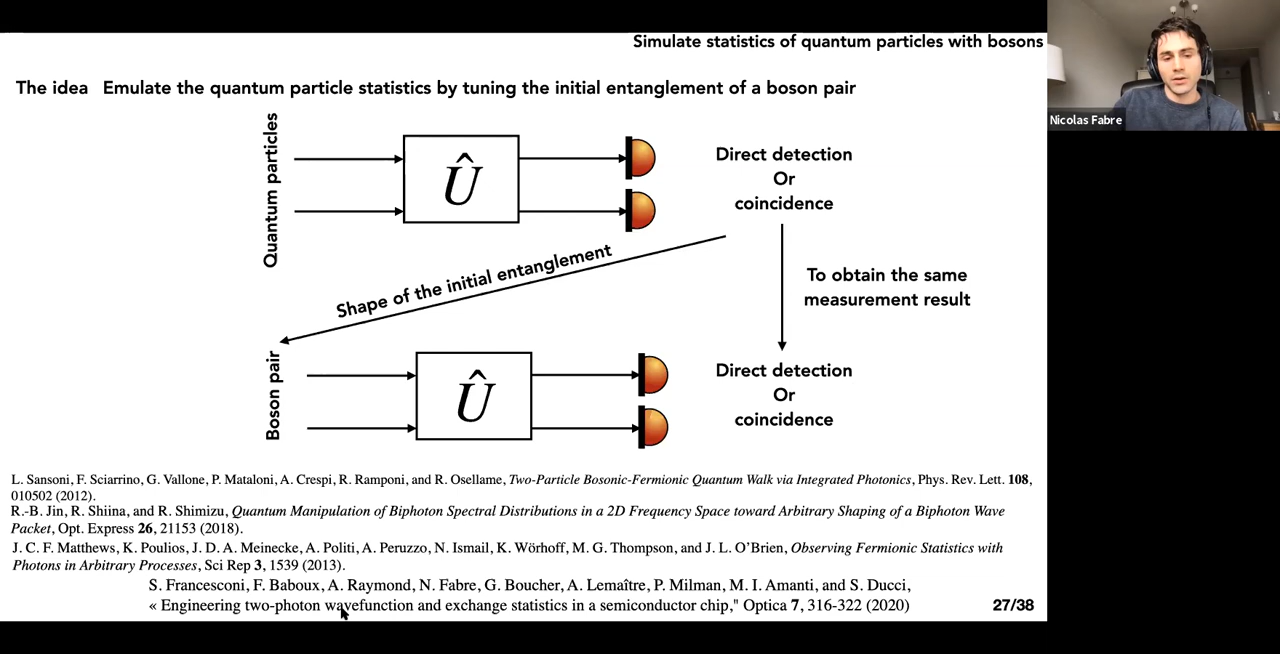 Simulate statistics of quantum particles with bosons
The idea Emulate the quantum particle statistics by tuning the initial entanglement of a boson pair
Quantum particles
Û
Direct detection
Or
coincidence
Shape of the initial entanglement
To obtain the same
measurement result
Boson pair
Û
Direct detection
Or
coincidence
L. Sansoni, F. Sciarrino, G. Vallone, P. Mataloni, A. Crespi, R. Ramponi, and R. Osellame, Two-Particle Bosonic-Fermionic Quantum Walk via Integrated Photonics, Phys. Rev. Lett. 108,
010502 (2012).
R.-B. Jin, R. Shiina, and R. Shimizu, Quantum Manipulation of Biphoton Spectral Distributions in a 2D Frequency Space toward Arbitrary Shaping of a Biphoton Wave
Packet, Opt. Express 26, 21153 (2018).
J. C. F. Matthews, K. Poulios, J. D. A. Meinecke, A. Politi, A. Peruzzo, N. Ismail, K. Wörhoff, M. G. Thompson, and J. L. O'Brien, Observing Fermionic Statistics with
Photons in Arbitrary Processes, Sci Rep 3, 1539 (2013).
S. Francesconi, F. Baboux, A. Raymond, N. Fabre, G. Boucher, A. Lemaître, P. Milman, M. I. Amanti, and S. Ducci,
« Engineering two-photon wavefunction and exchange statistics in a semiconductor chip," Optica 7, 316-322 (2020)
27/38
Nicolas Fabre